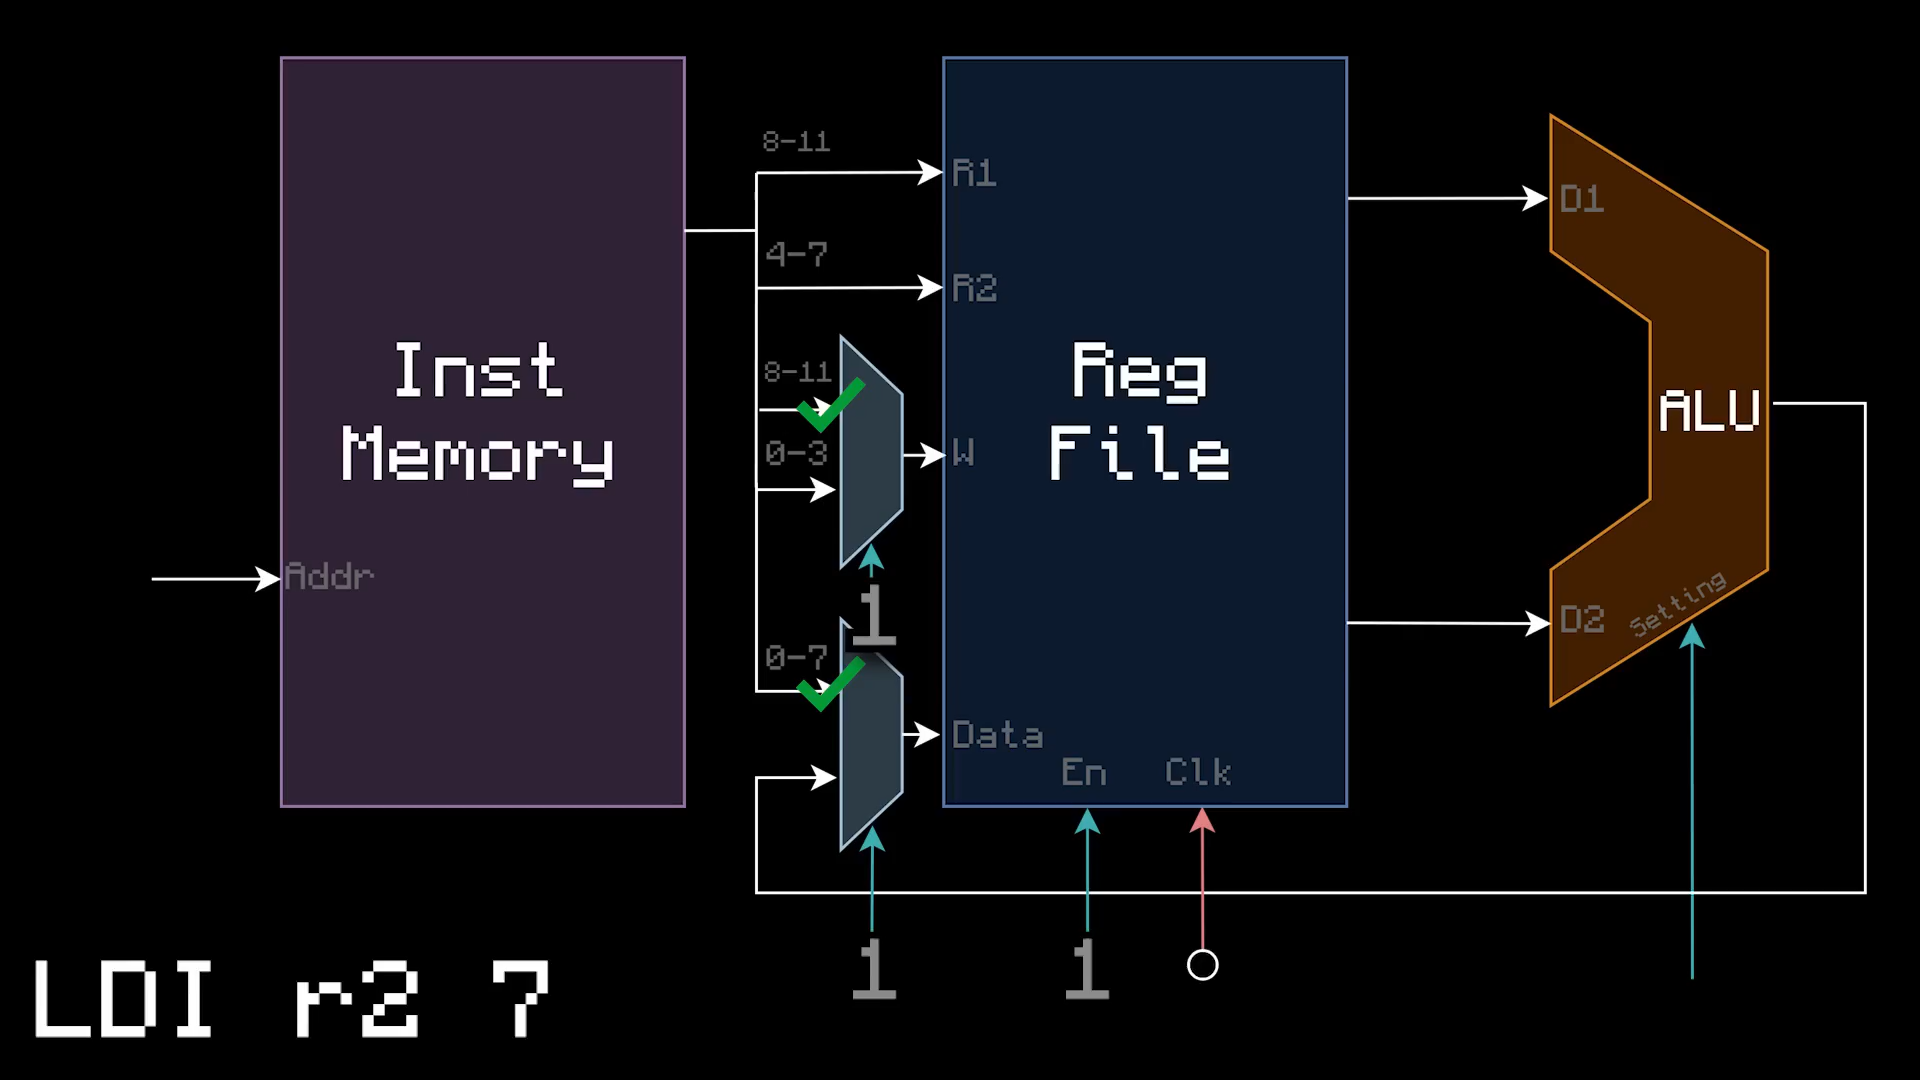 8-11
R1
D1
4-7
R2
Inst
Memory
8-11
0-3
W
Reg
File
ALU
Addr
1
D2
Setting
0-7
Data
En
Clk
1
1
LDI r2 7